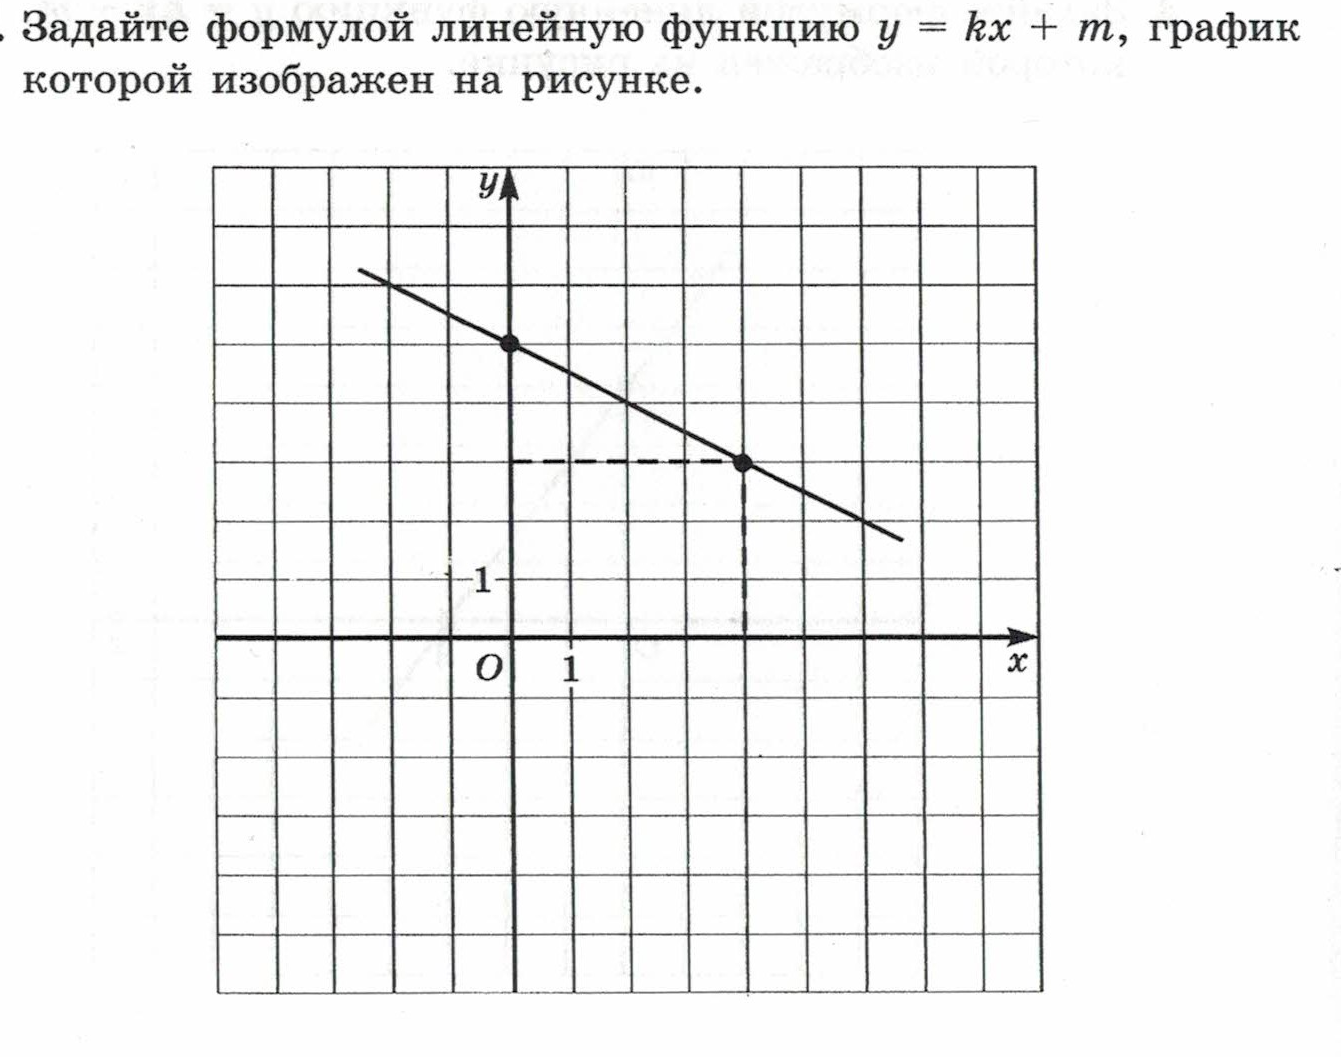 . Задайте формулой линейную функцию y = kx + m, график
которой изображен на рисунке.
y
1
O 1 x